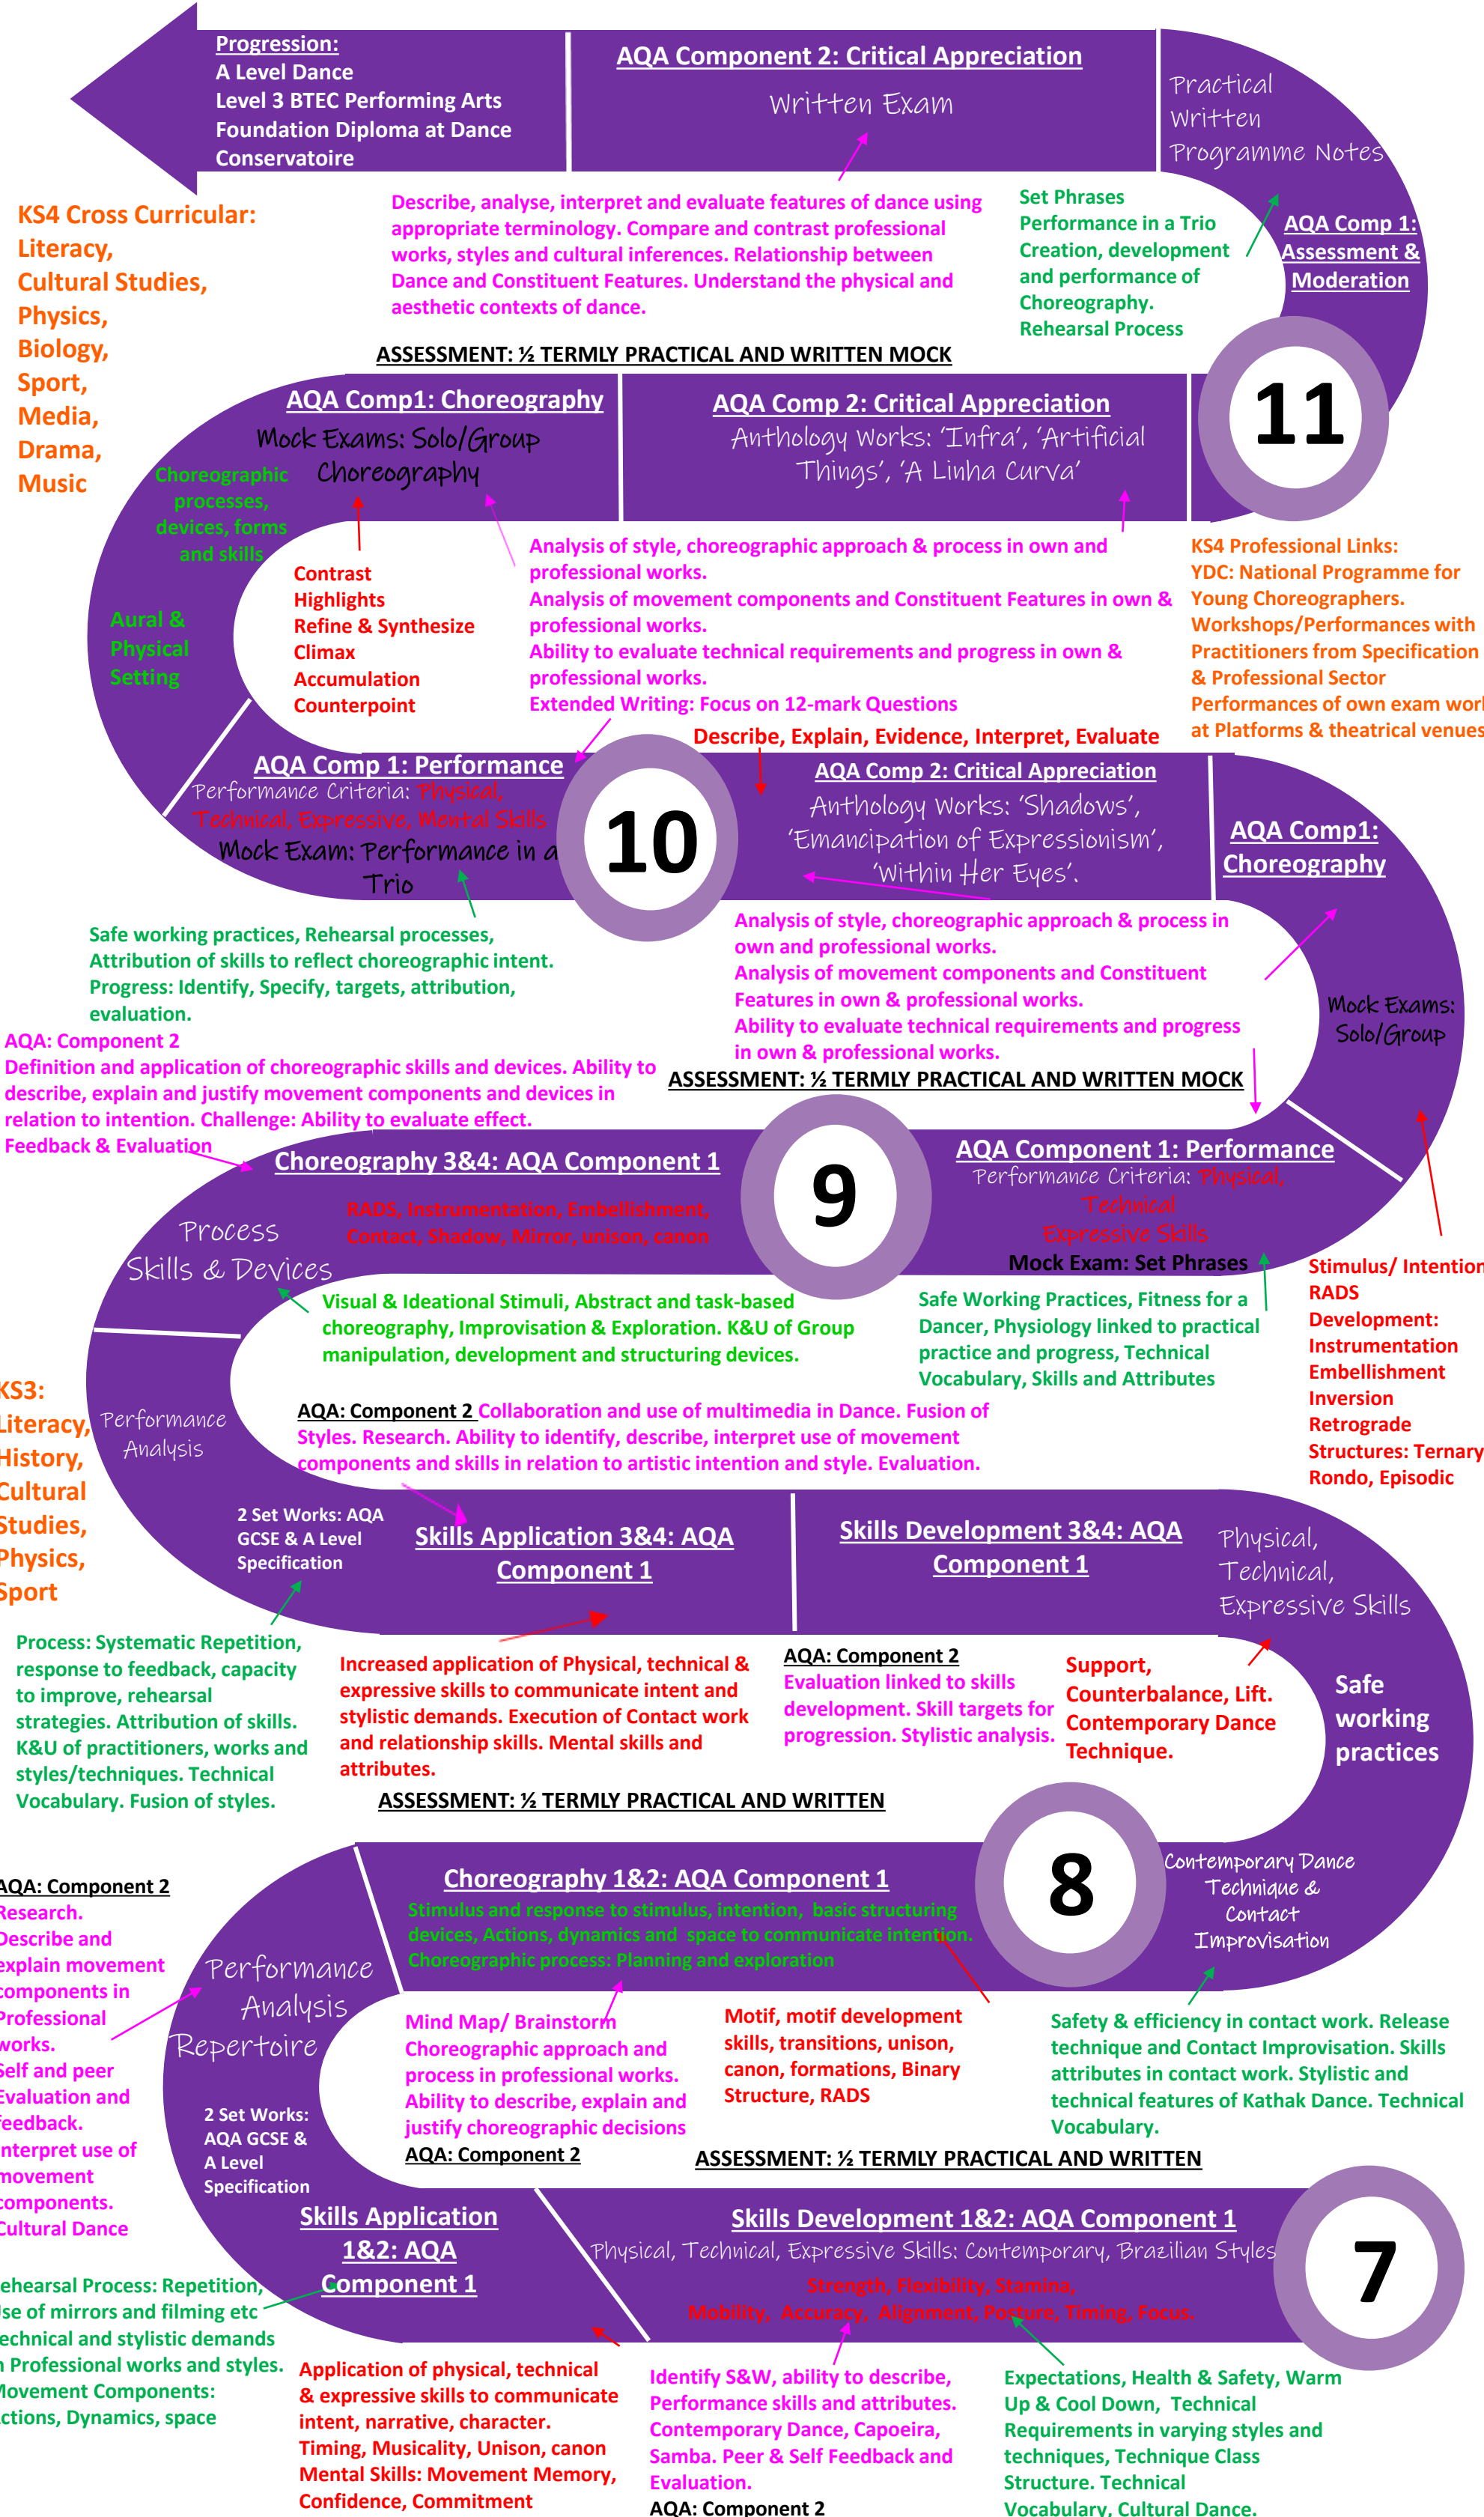 Progression:
A Level Dance
Level 3 BTEC Performing Arts
Foundation Diploma at Dance
Conservatoire
AQA Component 2: Critical Appreciation
Written Exam
Practical
Written
Programme Notes
AQA Comp 1:
Assessment &
Moderation
KS4 Cross Curricular:
Literacy,
Cultural Studies,
Physics,
Biology,
Sport,
Media,
Drama,
Music
Describe, analyse, interpret and evaluate features of dance using
appropriate terminology. Compare and contrast professional
works, styles and cultural inferences. Relationship between
Dance and Constituent Features. Understand the physical and
aesthetic contexts of dance.
Set Phrases
Performance in a Trio
Creation, development
and performance of
Choreography.
Rehearsal Process
ASSESSMENT: ½ TERMLY PRACTICAL AND WRITTEN MOCK
11
AQA Comp1: Choreography
Mock Exams: Solo/Group
Choreography
AQA Comp 2: Critical Appreciation
Anthology Works: ‘Infra’, ‘Artificial
Things’, ‘A Linha Curva’
Choreographic
processes,
devices, forms
and skills
Aural &
Physical
Setting
Contrast
Highlights
Refine & Synthesize
Climax
Accumulation
Counterpoint
Analysis of style, choreographic approach & process in own and
professional works.
Analysis of movement components and Constituent Features in own &
professional works.
Ability to evaluate technical requirements and progress in own &
professional works.
Extended Writing: Focus on 12-mark Questions
KS4 Professional Links:
YDC: National Programme for
Young Choreographers.
Workshops/Performances with
Practitioners from Specification
& Professional Sector
Performances of own exam work
at Platforms & theatrical venues
Describe, Explain, Evidence, Interpret, Evaluate
AQA Comp 1: Performance
Performance Criteria: Physical,
Technical, Expressive, Mental Skills
Mock Exam: Performance in a
Trio
10
AQA Comp 2: Critical Appreciation
Anthology Works: ‘Shadows’,
‘Emancipation of Expressionism’,
‘Within Her Eyes’.
AQA Comp1:
Choreography
Mock Exams:
Solo/Group
Safe working practices, Rehearsal processes,
Attribution of skills to reflect choreographic intent.
Progress: Identify, Specify, targets, attribution,
evaluation.
Analysis of style, choreographic approach & process in
own and professional works.
Analysis of movement components and Constituent
Features in own & professional works.
Ability to evaluate technical requirements and progress
in own & professional works.
AQA: Component 2
Definition and application of choreographic skills and devices. Ability to
describe, explain and justify movement components and devices in
relation to intention. Challenge: Ability to evaluate effect.
Feedback & Evaluation
ASSESSMENT: ½ TERMLY PRACTICAL AND WRITTEN MOCK
Choreography 3&4: AQA Component 1
RADS, Instrumentation, Embellishment,
Contact, Shadow, Mirror, unison, canon
Process
Skills & Devices
9
AQA Component 1: Performance
Performance Criteria: Physical,
Technical
Expressive Skills
Mock Exam: Set Phrases
Visual & Ideational Stimuli, Abstract and task-based
choreography, Improvisation & Exploration. K&U of Group
manipulation, development and structuring devices.
Safe Working Practices, Fitness for a
Dancer, Physiology linked to practical
practice and progress, Technical
Vocabulary, Skills and Attributes
Stimulus/ Intention
RADS
Development:
Instrumentation
Embellishment
Inversion
Retrograde
Structures: Ternary
Rondo, Episodic
KS3:
Literacy,
History,
Cultural
Studies,
Physics,
Sport
Performance
Analysis
AQA: Component 2 Collaboration and use of multimedia in Dance. Fusion of
Styles. Research. Ability to identify, describe, interpret use of movement
components and skills in relation to artistic intention and style. Evaluation.
2 Set Works: AQA
GCSE & A Level
Specification
Skills Application 3&4: AQA
Component 1
Skills Development 3&4: AQA
Component 1
Physical,
Technical,
Expressive Skills
Process: Systematic Repetition,
response to feedback, capacity
to improve, rehearsal
strategies. Attribution of skills.
K&U of practitioners, works and
styles/techniques. Technical
Vocabulary. Fusion of styles.
Increased application of Physical, technical &
expressive skills to communicate intent and
stylistic demands. Execution of Contact work
and relationship skills. Mental skills and
attributes.
AQA: Component 2
Evaluation linked to skills
development. Skill targets for
progression. Stylistic analysis.
Support,
Counterbalance, Lift.
Contemporary Dance
Technique.
Safe
working
practices
ASSESSMENT: ½ TERMLY PRACTICAL AND WRITTEN
Choreography 1&2: AQA Component 1
Stimulus and response to stimulus, intention, basic structuring
devices, Actions, dynamics and space to communicate intention.
Choreographic process: Planning and exploration
8
Contemporary Dance
Technique &
Contact
Improvisation
AQA: Component 2
Research.
Describe and
explain movement
components in
Professional
works.
Self and peer
Evaluation and
feedback.
Interpret use of
movement
components.
Cultural Dance
Performance
Analysis
Repertoire
2 Set Works:
AQA GCSE &
A Level
Specification
Mind Map/ Brainstorm
Choreographic approach and
process in professional works.
Ability to describe, explain and
justify choreographic decisions
AQA: Component 2
Motif, motif development
skills, transitions, unison,
canon, formations, Binary
Structure, RADS
Safety & efficiency in contact work. Release
technique and Contact Improvisation. Skills
attributes in contact work. Stylistic and
technical features of Kathak Dance. Technical
Vocabulary.
ASSESSMENT: ½ TERMLY PRACTICAL AND WRITTEN
Skills Application
1&2: AQA
Component 1
Skills Development 1&2: AQA Component 1
Physical, Technical, Expressive Skills: Contemporary, Brazilian Styles
Strength, Flexibility, Stamina,
Mobility, Accuracy, Alignment, Posture, Timing, Focus.
7
Rehearsal Process: Repetition,
Use of mirrors and filming etc
Technical and stylistic demands
in Professional works and styles.
Movement Components:
Actions, Dynamics, space
Application of physical, technical
& expressive skills to communicate
intent, narrative, character.
Timing, Musicality, Unison, canon
Mental Skills: Movement Memory,
Confidence, Commitment
Identify S&W, ability to describe,
Performance skills and attributes.
Contemporary Dance, Capoeira,
Samba. Peer & Self Feedback and
Evaluation.
AQA: Component 2
Expectations, Health & Safety, Warm
Up & Cool Down, Technical
Requirements in varying styles and
techniques, Technique Class
Structure. Technical
Vocabulary, Cultural Dance.